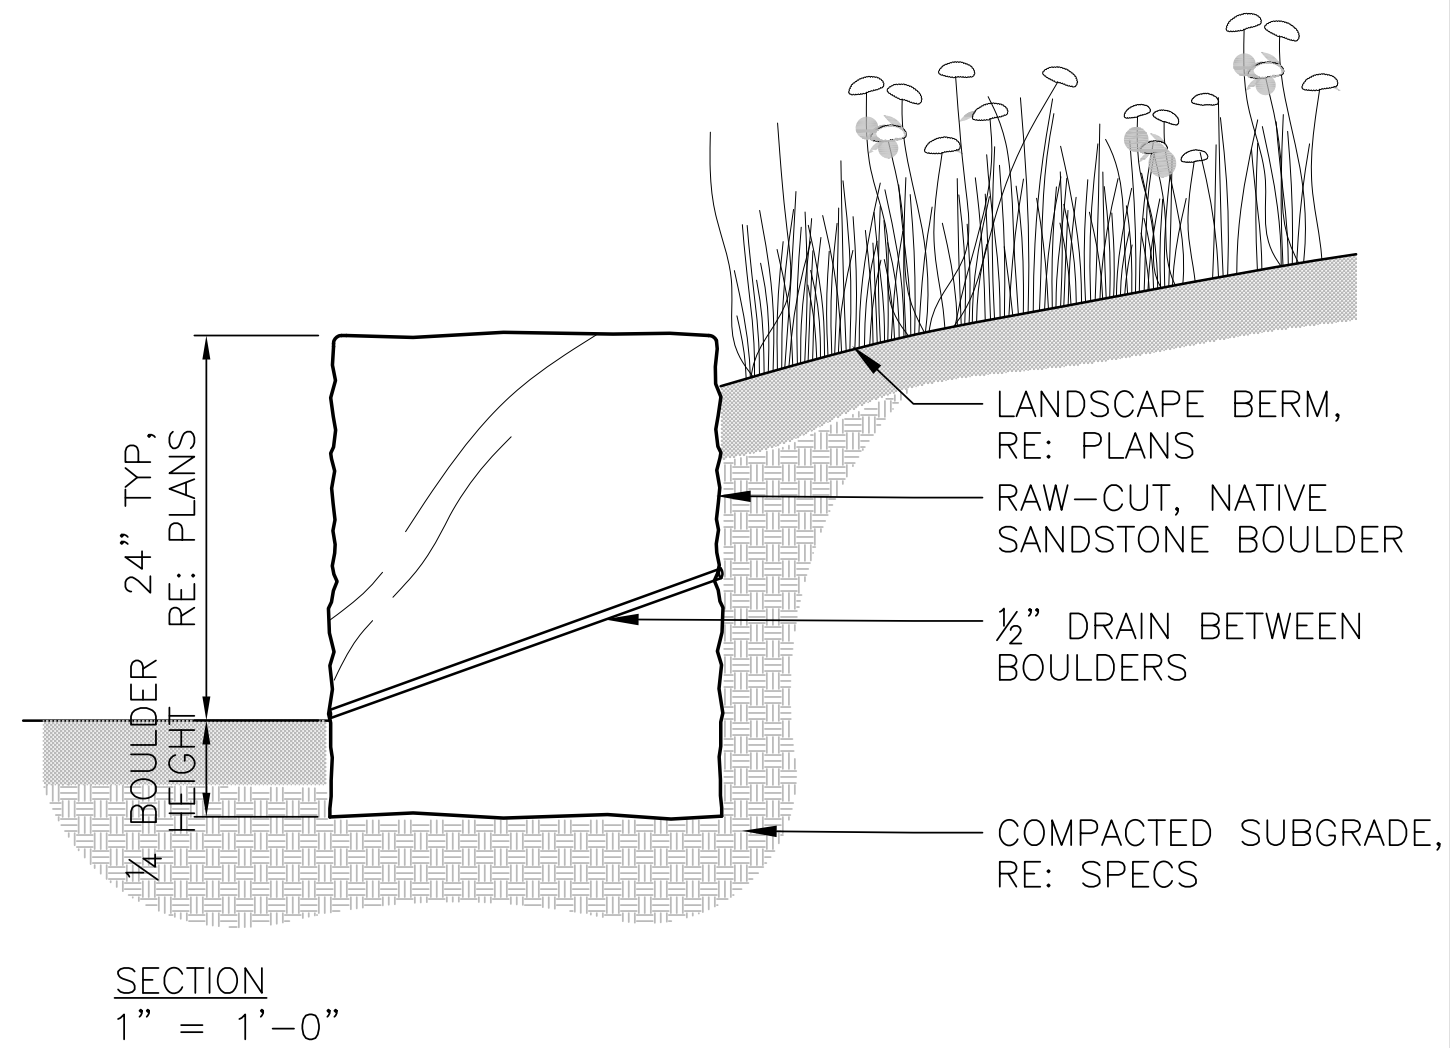 24” TYP,
RE: PLANS
¼ BOULDER
HEIGHT
LANDSCAPE BERM,
RE: PLANS
RAW-CUT, NATIVE
SANDSTONE BOULDER
½” DRAIN BETWEEN
BOULDERS
COMPACTED SUBGRADE,
RE: SPECS
SECTION
1” = 1’-0”